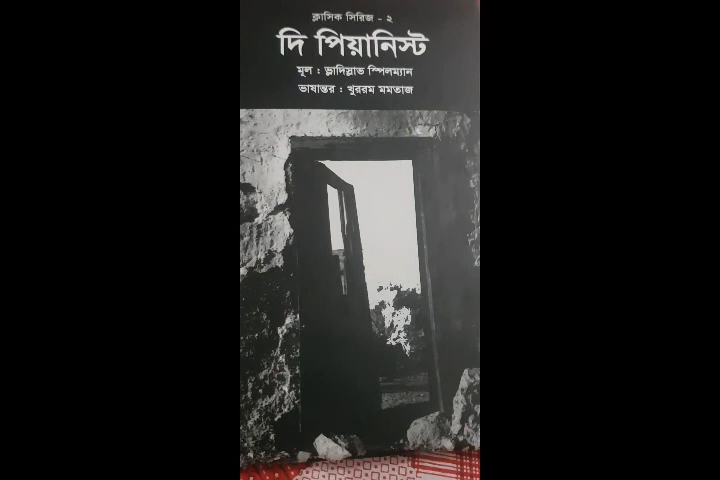 ক্লাসিক সিরিজ - ২
দি পিয়ানিস্ট
মূল : ভ্লাদিস্লাভ স্পিলম্যান
ভাষান্তর : খুররম মমতাজ